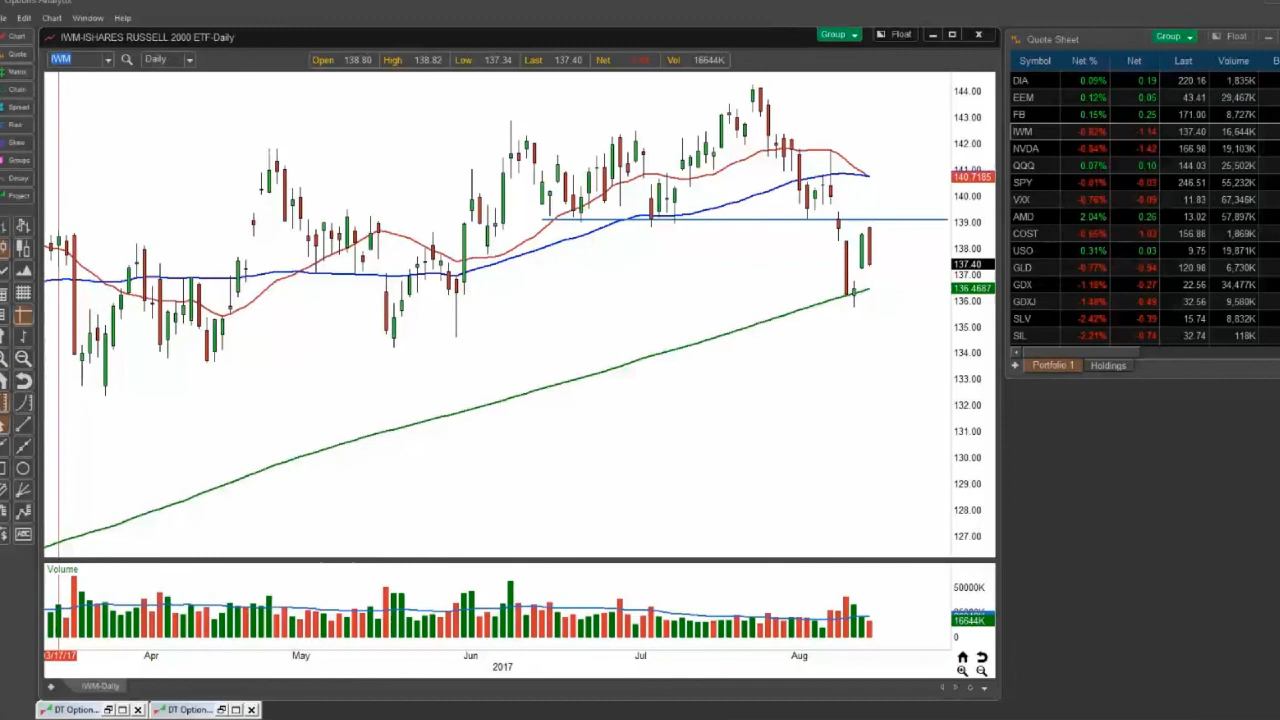 Edit Chart Window Help
IWM-ISHARES RUSSELL 2000 ETF-Daily
Group
Float
IWM
Daily
Open 138.80 High 138.82 Low 137.34 Last 137.40 Net Vol 16644K
Chart
Quote
Matrix
Chain
Spread
Groups
Project
144.00
143.00
142.00
141.00
140.7185
140.00
139.00
138.00
137.40
137.00
136.4687
136.00
135.00
134.00
133.00
132.00
131.00
130.00
129.00
128.00
127.00
Volume
50000K
16644K
0
03/17/17 Apr May Jun Jul Aug
2017
IWM-Daily
DT Option... DT Option...
Quote Sheet Group Float
Symbol Net % Net Last Volume
DIA 0.09% 0.19 220.16 1,835K
EEM 0.12% 0.05 43.41 29,467K
FB 0.15% 0.25 171.00 8,727K
IWM -0.82% -1.14 137.40 16,644K
NVDA -0.84% -1.42 166.98 19,103K
QQQ 0.07% 0.10 144.03 25,502K
SPY -0.01% -0.03 246.51 55,232K
VXX -0.76% -0.09 11.83 67,346K
AMD 2.04% 0.26 13.02 57,897K
COST -0.65% -1.03 156.88 1,869K
USO 0.31% 0.03 9.75 19,871K
GLD -0.77% -0.94 120.98 6,730K
GDX -1.18% -0.27 22.56 34,477K
GDXJ -1.48% -0.49 32.56 9,580K
SLV -2.42% -0.39 15.74 8,832K
SIL -2.21% -0.74 32.74 118K
Portfolio 1 Holdings